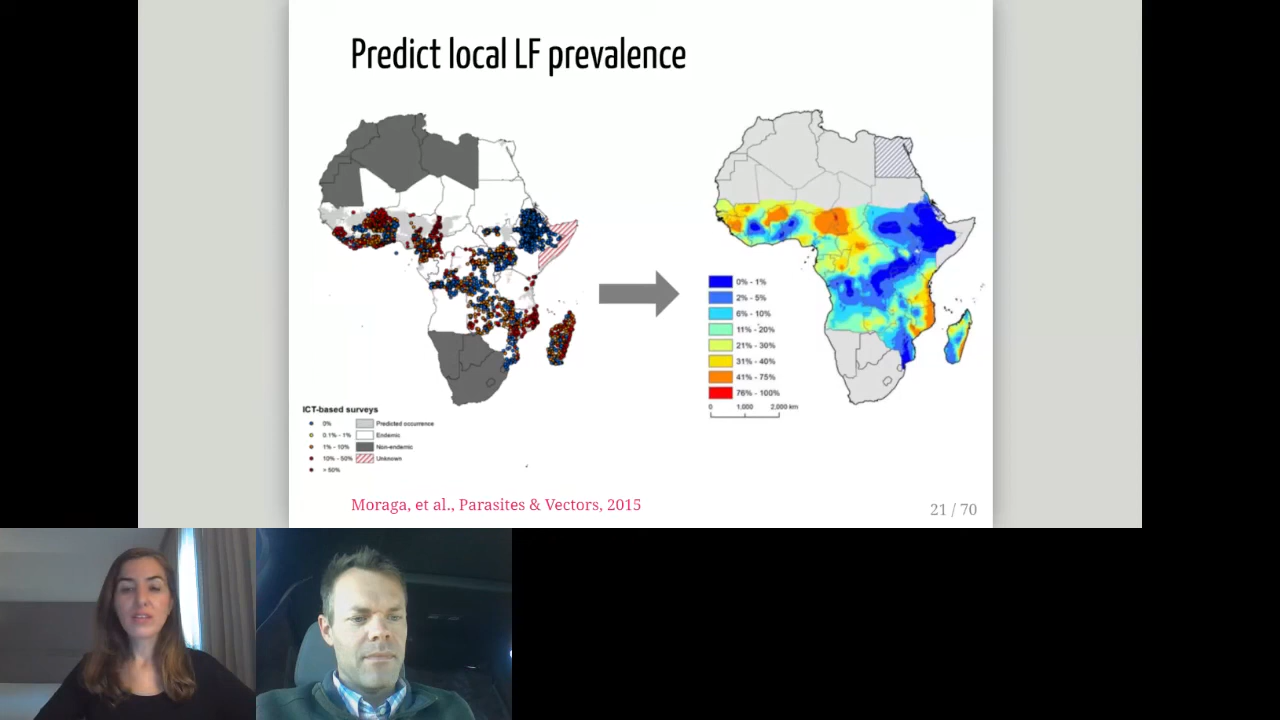 Predict local LF prevalence
0% - 1%
2% - 5%
6% - 10%
11% - 20%
21% - 30%
31% - 40%
41% - 75%
76% - 100%
0 1,000 2,000 km
ICT-based surveys
0% Predicted occurrence
0.1% - 1% Endemic
1% - 10% Non-endemic
10% - 50% Unknown
> 50%
Moraga, et al., Parasites & Vectors, 2015
21 / 70